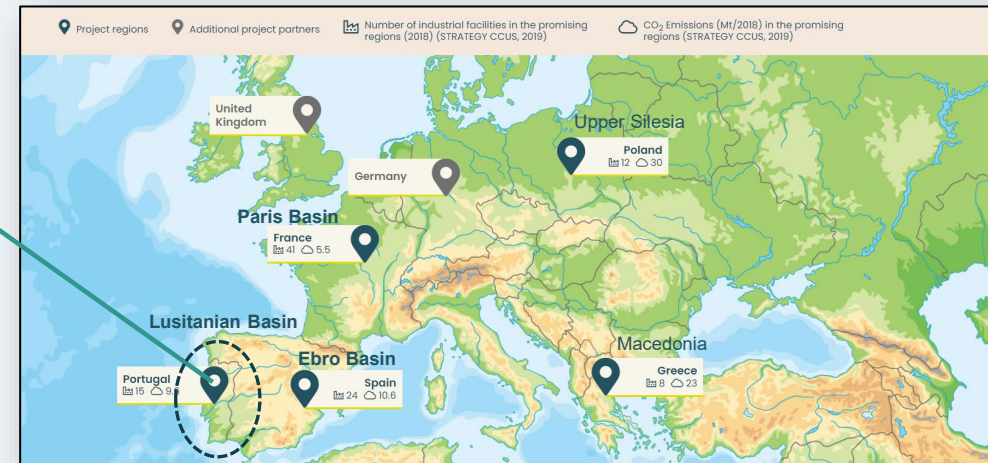 Project regions
Additional project partners
Number of industrial facilities in the promising
regions (2018) (STRATEGY CCUS, 2019)
CO2 Emissions (Mt/2018) in the promising
regions (STRATEGY CCUS, 2019)
United
Kingdom
Upper Silesia
Poland
12 30
Germany
Paris Basin
France
41 5.5
Lusitanian Basin
Portugal
15
Ebro Basin
Spain
24 10.6
Macedonia
Greece
8 23